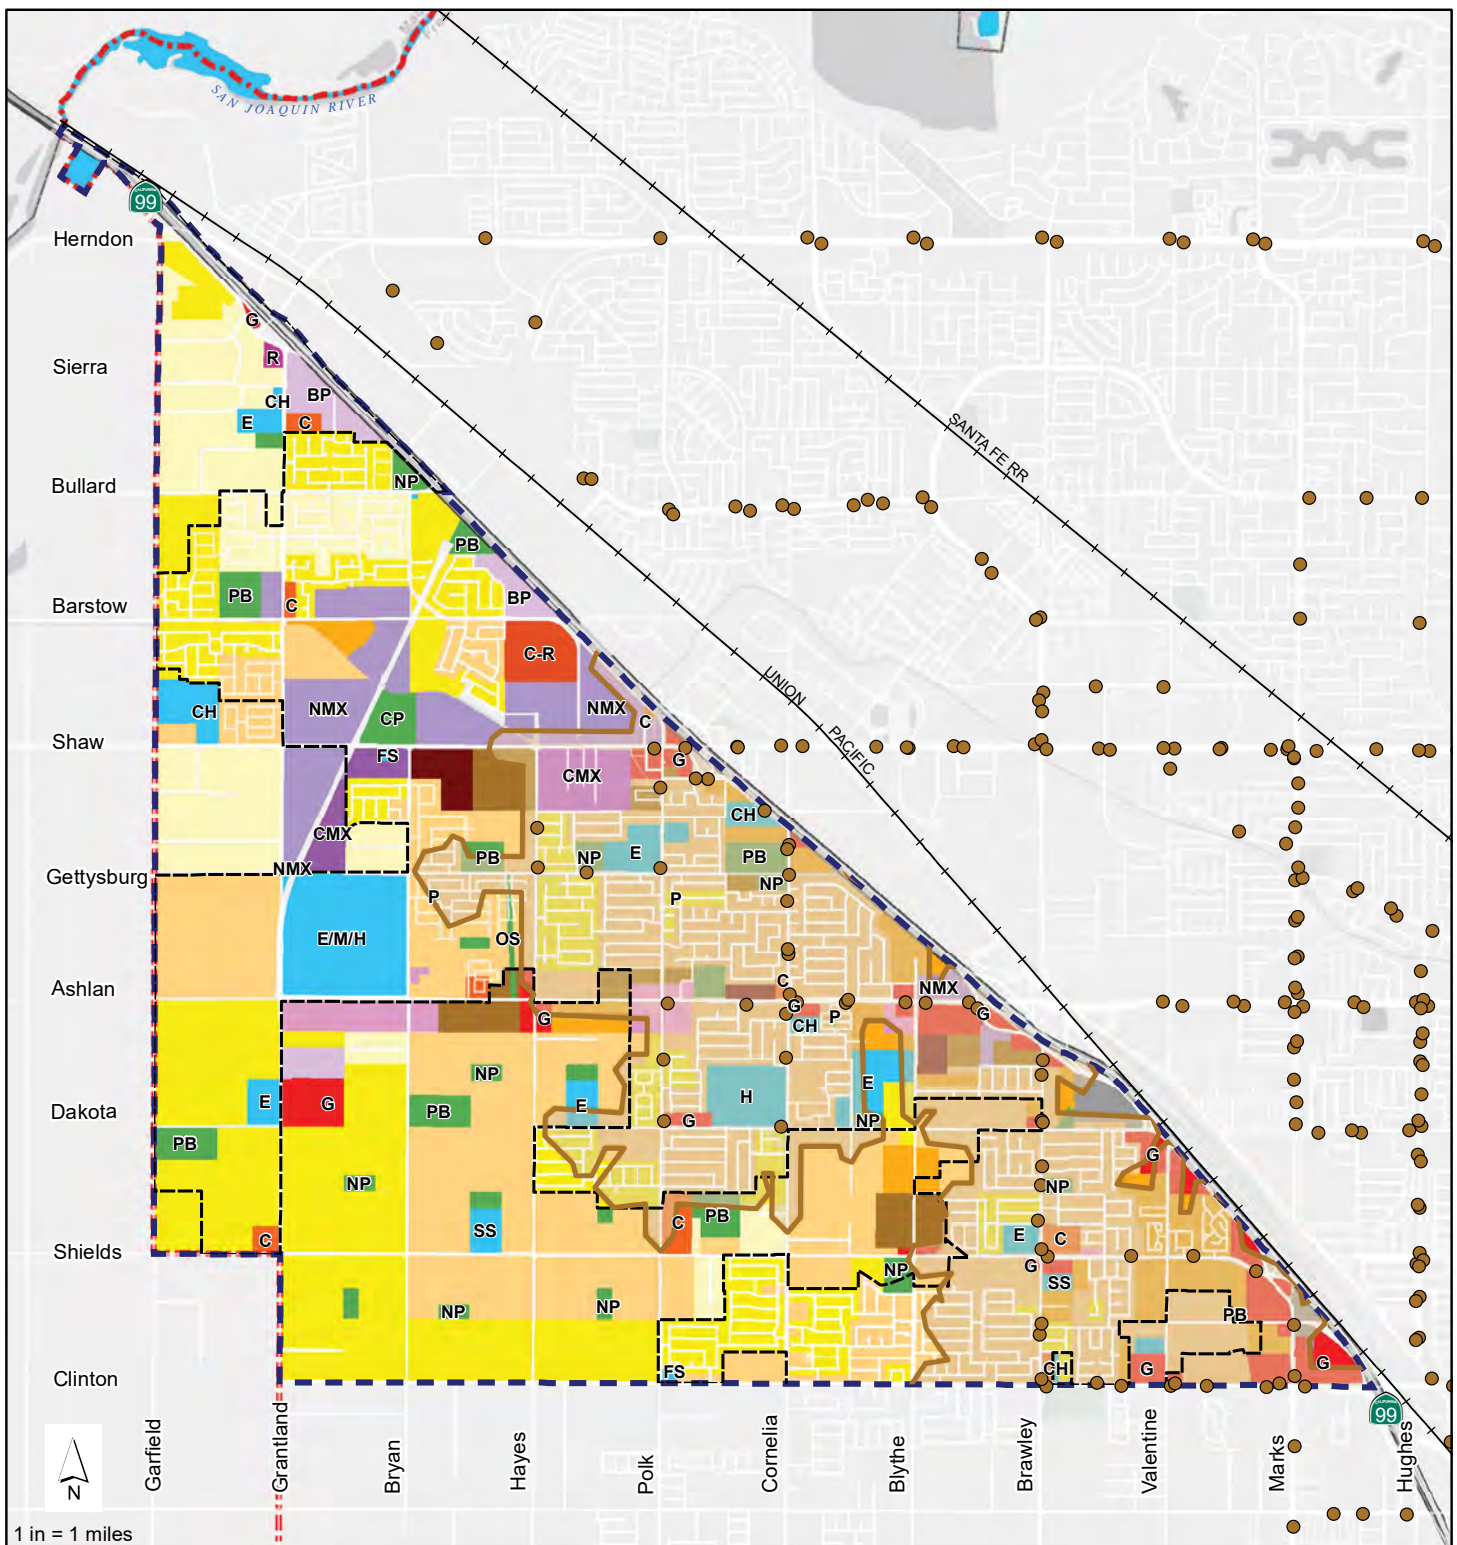 SAN JOAQUIN RIVER
CALIFORNIA
99
Herndon
G
Sierra
R
BP
CH
E
C
NP
Bullard
PB
BP
PB
C
Barstow
C-R
CH
NMX
CP
NMX
C
Shaw
FS
G
CMX
CH
CMX
PB
NP
E
PB
NMX
NP
Gettysburg
P
P
E/M/H
OS
C
Ashlan
NMX
G
G
CH
P
G
NP
E
E
G
PB
E
H
Dakota
G
NP
PB
G
NP
NP
SS
C
PB
C
E
C
Shields
G
NP
SS
NP
NP
PB
FS
CH
G
G
Clinton
SANTA FE RR
UNION
PACIFIC
CALIFORNIA
99
Garfield
Grantland
Bryan
Hayes
Polk
Cornelia
Blythe
Brawley
Valentine
Marks
Hughes
N
1 in = 1 miles